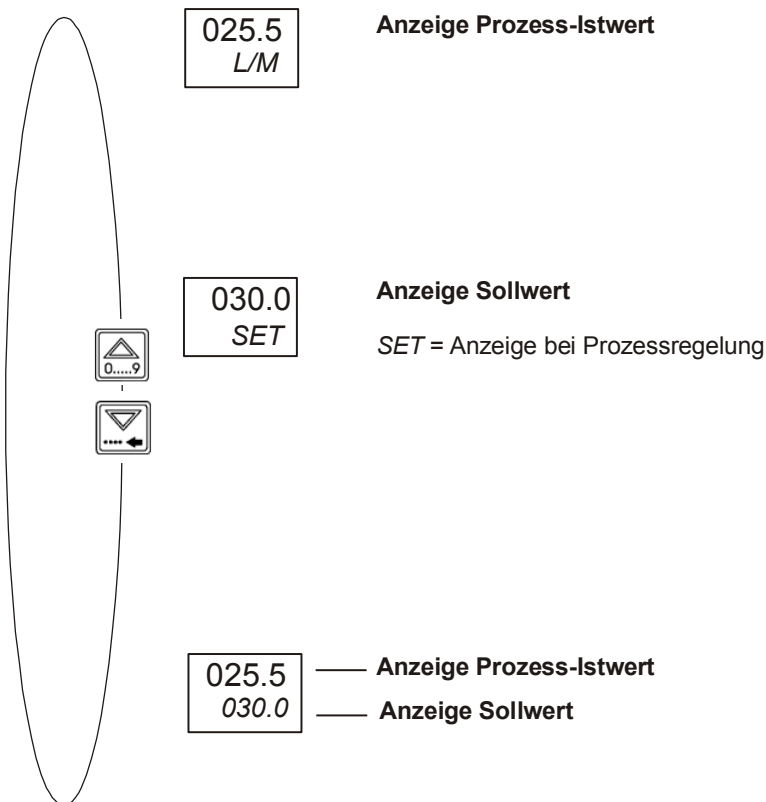 025.5
L/M
Anzeige Prozess-Istwert
030.0
SET
Anzeige Sollwert
SET = Anzeige bei Prozessregelung
0.....9
025.5
030.0
Anzeige Prozess-Istwert
Anzeige Sollwert